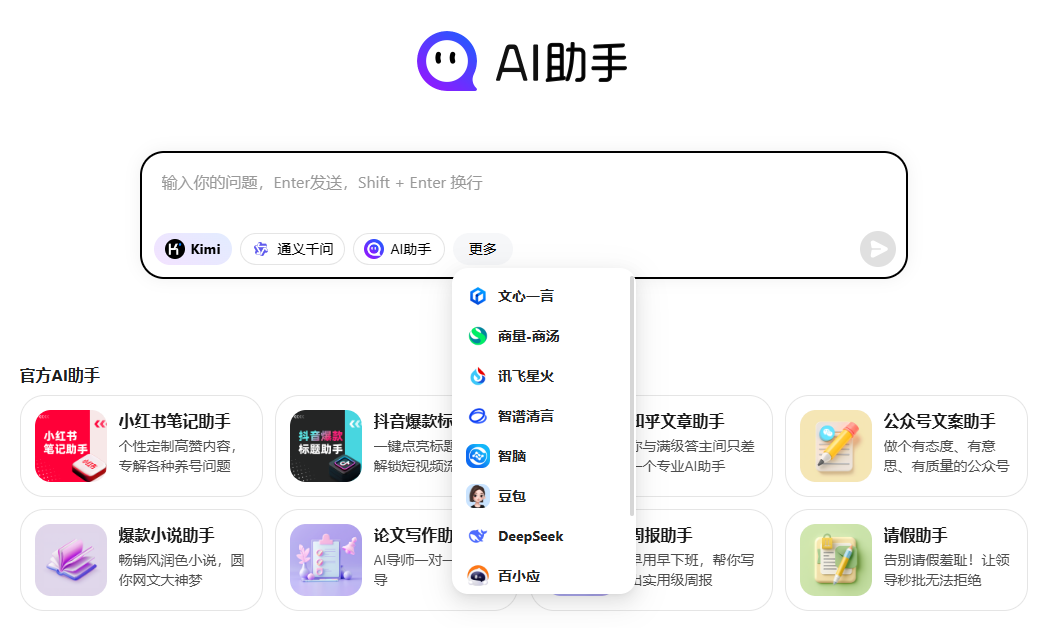 AI助手
输入你的问题，Enter发送，Shift + Enter 换行
Kimi
通义千问
AI助手
更多
文心一言
商量-商汤
讯飞星火
智谱清言
智脑
豆包
DeepSeek
百小应
官方AI助手
小红书
笔记助手
小红书笔记助手
个性定制高赞内容，
专解各种养号问题
抖音爆款
标题助手
抖音爆款标
一键点亮标题
解锁短视频流
乎文章助手
你与满级答主间只差
一个专业AI助手
公众号文案助手
做个有态度、有意
思、有质量的公众号
爆款小说助手
畅销风润色小说，圆
你网文大神梦
论文写作助
AI导师一对一
导
周报助手
早用早下班，帮你写
出实用级周报
请假助手
告别请假羞耻！让领
导秒批无法拒绝